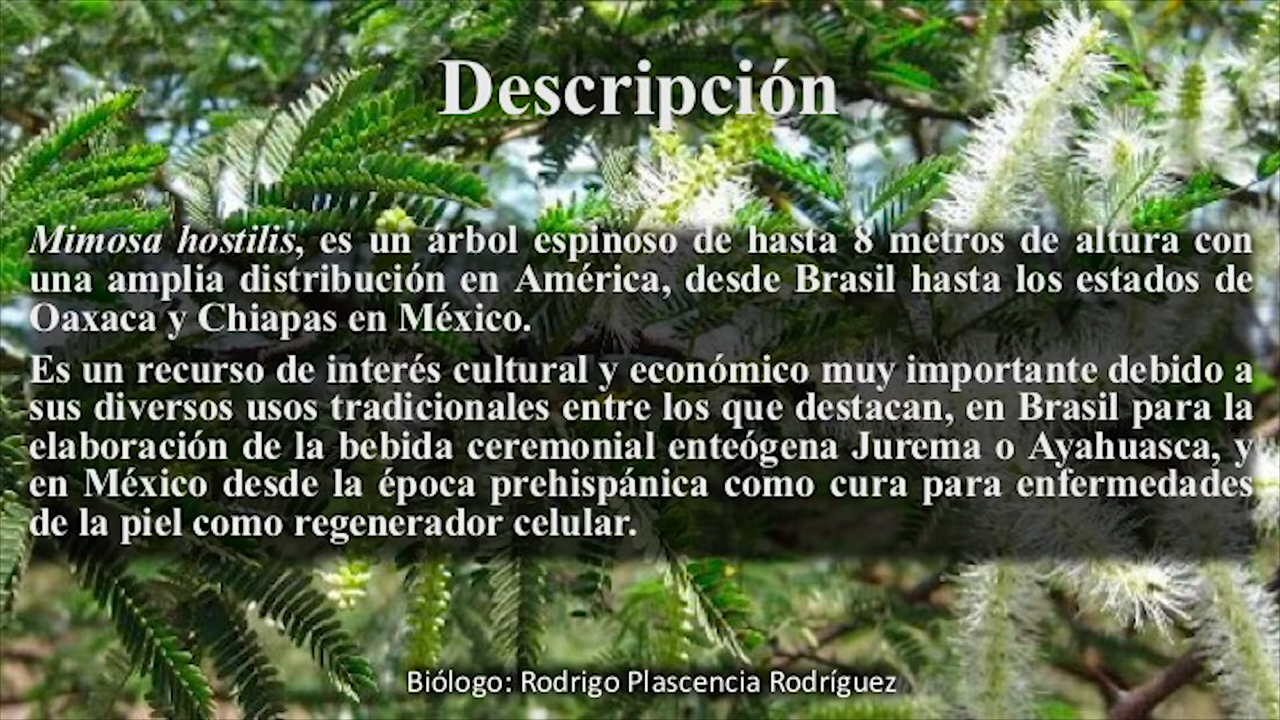 Descripción
Mimosa hostilis, es un árbol espinoso de hasta 8 metros de altura con
una amplia distribución en América, desde Brasil hasta los estados de
Oaxaca y Chiapas en México.
Es un recurso de interés cultural y económico muy importante debido a
sus diversos usos tradicionales entre los que destacan, en Brasil para la
elaboración de la bebida ceremonial enteógena Jurema o Ayahuasca, y
en México desde la época prehispánica como cura para enfermedades
de la piel como regenerador celular.
Biólogo: Rodrigo Plascencia Rodríguez